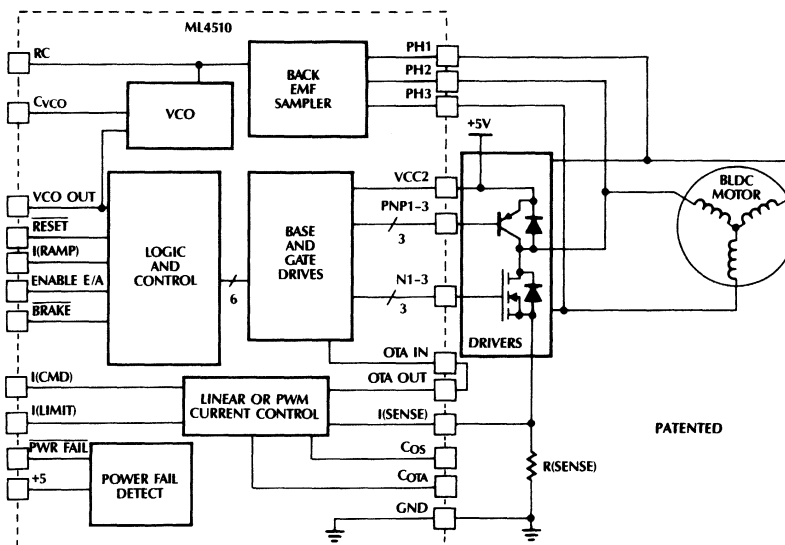 ML4510
RC
CVCO
VCO OUT
RESET
I(RAMP)
ENABLE E/A
BRAKE
I(CMD)
I(LIMIT)
PWR FAIL
+5
VCO
BACK
EMF
SAMPLER
LOGIC
AND
CONTROL
6
BASE
AND
GATE
DRIVES
LINEAR OR PWM
CURRENT CONTROL
POWER FAIL
DETECT
PH1
PH2
PH3
VCC2
PNP1-3
3
N1-3
3
OTA IN
OTA OUT
I(SENSE)
COS
COTA
GND
+5V
DRIVERS
R(SENSE)
BLDC
MOTOR
PATENTED